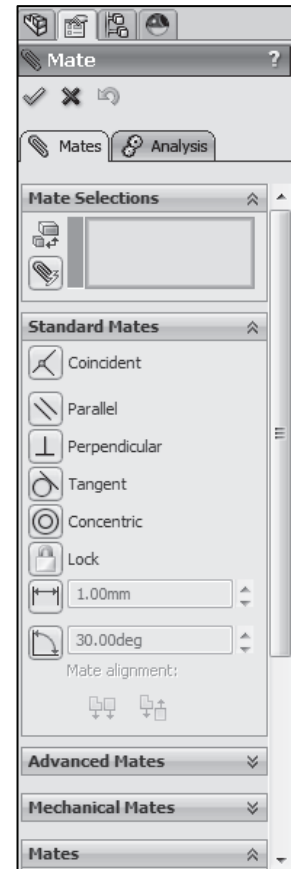 Mate ?
Mates Analysis
Mate Selections
Standard Mates
Coincident
Parallel
Perpendicular
Tangent
Concentric
Lock
1.00mm
30.00deg
Mate alignment:
Advanced Mates
Mechanical Mates
Mates